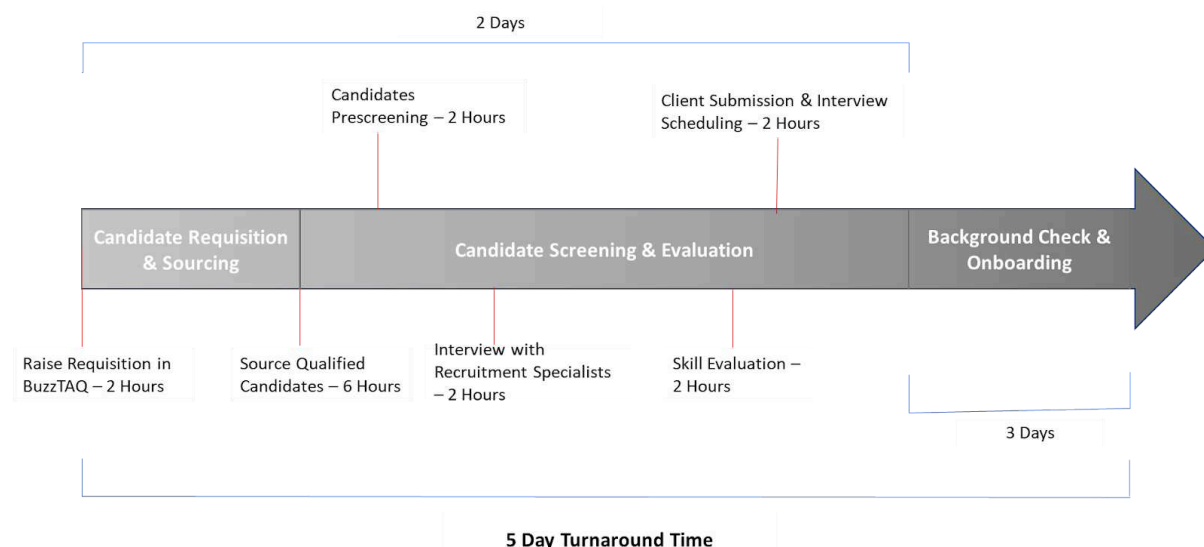 2 Days
Candidates
Prescreening – 2 Hours
Client Submission & Interview
Scheduling – 2 Hours
Candidate Requisition
& Sourcing
Candidate Screening & Evaluation
Background Check &
Onboarding
Raise Requisition in
BuzzTAQ – 2 Hours
Source Qualified
Candidates – 6 Hours
Interview with
Recruitment Specialists
– 2 Hours
Skill Evaluation –
2 Hours
3 Days
5 Day Turnaround Time